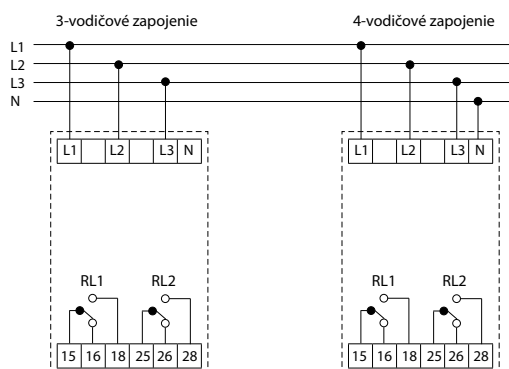 3-vodičové zapojenie 4-vodičové zapojenie
L1
L2
L3
N
L1 L2 L3 N L1 L2 L3 N
RL1 RL2 RL1 RL2
15 16 18 25 26 28 15 16 18 25 26 28